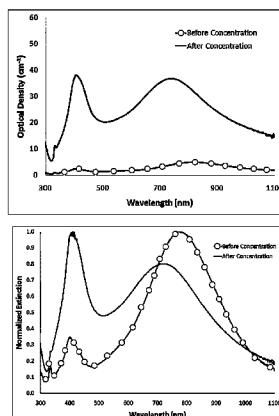 60
50
40
30
20
10
0
Optical Density (cm⁻¹)
Before Concentration
After Concentration
300 500 700 900 110
Wavelength (nm)
1.0
0.9
0.8
0.7
0.6
0.5
0.4
0.3
0.2
0.1
0.0
Normalized Extinction
Before Concentration
After Concentration
300 400 500 600 700 800 900 1000 1100
Wavelength (nm)